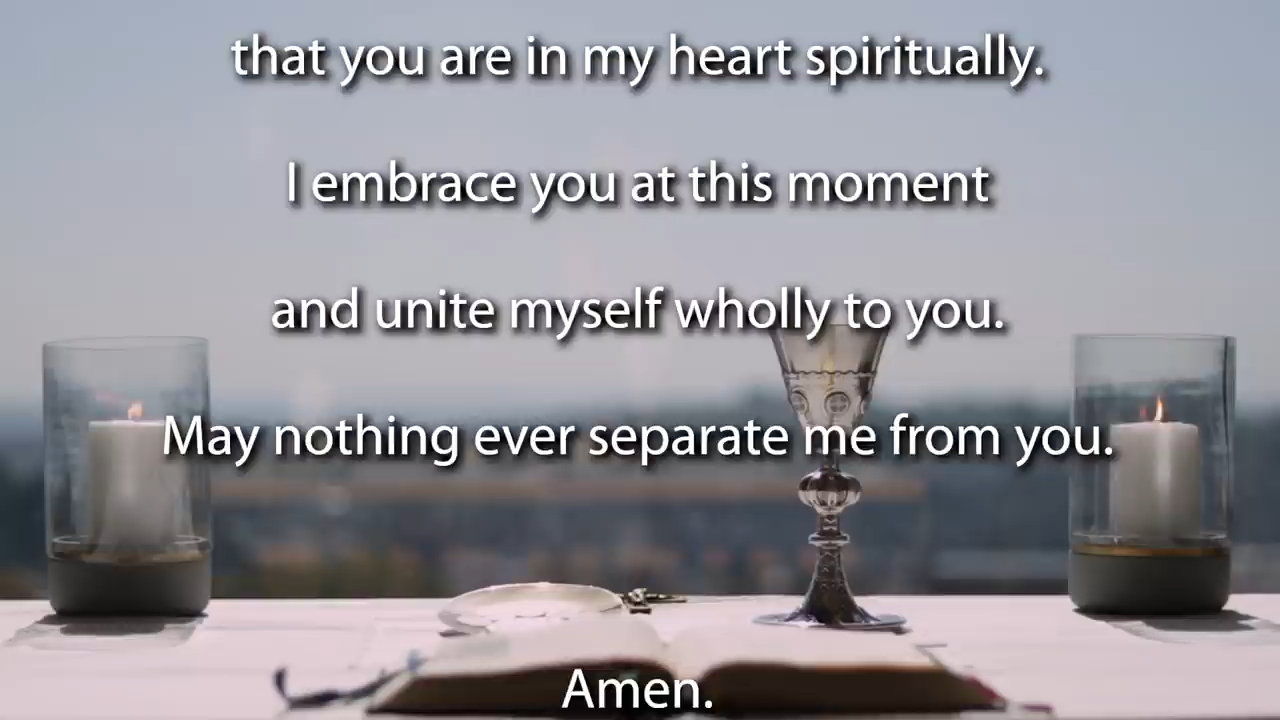 that you are in my heart spiritually.
I embrace you at this moment
and unite myself wholly to you.
May nothing ever separate me from you.
Amen.